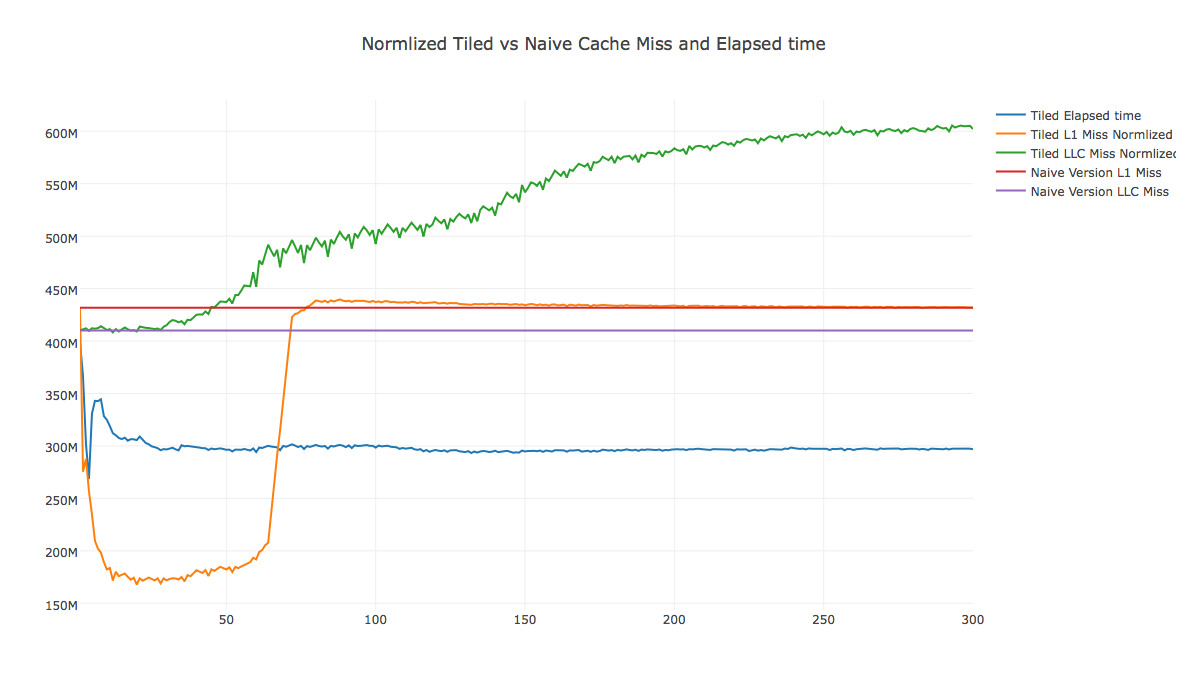 Normlized Tiled vs Naive Cache Miss and Elapsed time
Tiled Elapsed time
Tiled L1 Miss Normlized
Tiled LLC Miss Normlized
Naive Version L1 Miss
Naive Version LLC Miss
600M
550M
500M
450M
400M
350M
300M
250M
200M
150M
50
100
150
200
250
300